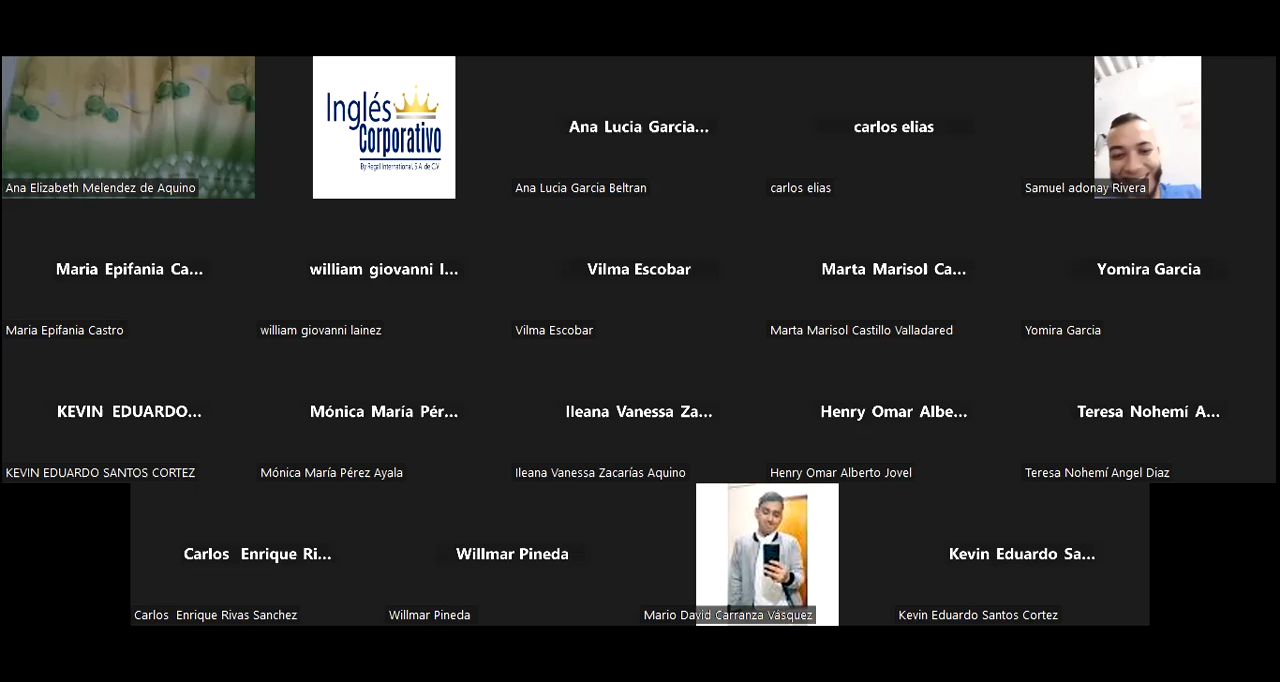 Inglés
Corporativo
By Regall International, S.A. de C.V.
Ana Lucia Garcia...
carlos elias
Ana Elizabeth Melendez de Aquino
Ana Lucia Garcia Beltran
carlos elias
Samuel adonay Rivera
Maria Epifania Ca...
william giovanni l...
Vilma Escobar
Marta Marisol Ca...
Yomira Garcia
Maria Epifania Castro
william giovanni lainez
Vilma Escobar
Marta Marisol Castillo Valladared
Yomira Garcia
KEVIN EDUARDO...
Mónica María Pér...
Ileana Vanessa Za...
Henry Omar Albe...
Teresa Nohemí A...
KEVIN EDUARDO SANTOS CORTEZ
Mónica María Pérez Ayala
Ileana Vanessa Zacarías Aquino
Henry Omar Alberto Jovel
Teresa Nohemí Angel Diaz
Carlos  Enrique Ri...
Willmar Pineda
Kevin Eduardo Sa...
Carlos  Enrique Rivas Sanchez
Willmar Pineda
Mario David Carranza Vásquez
Kevin Eduardo Santos Cortez